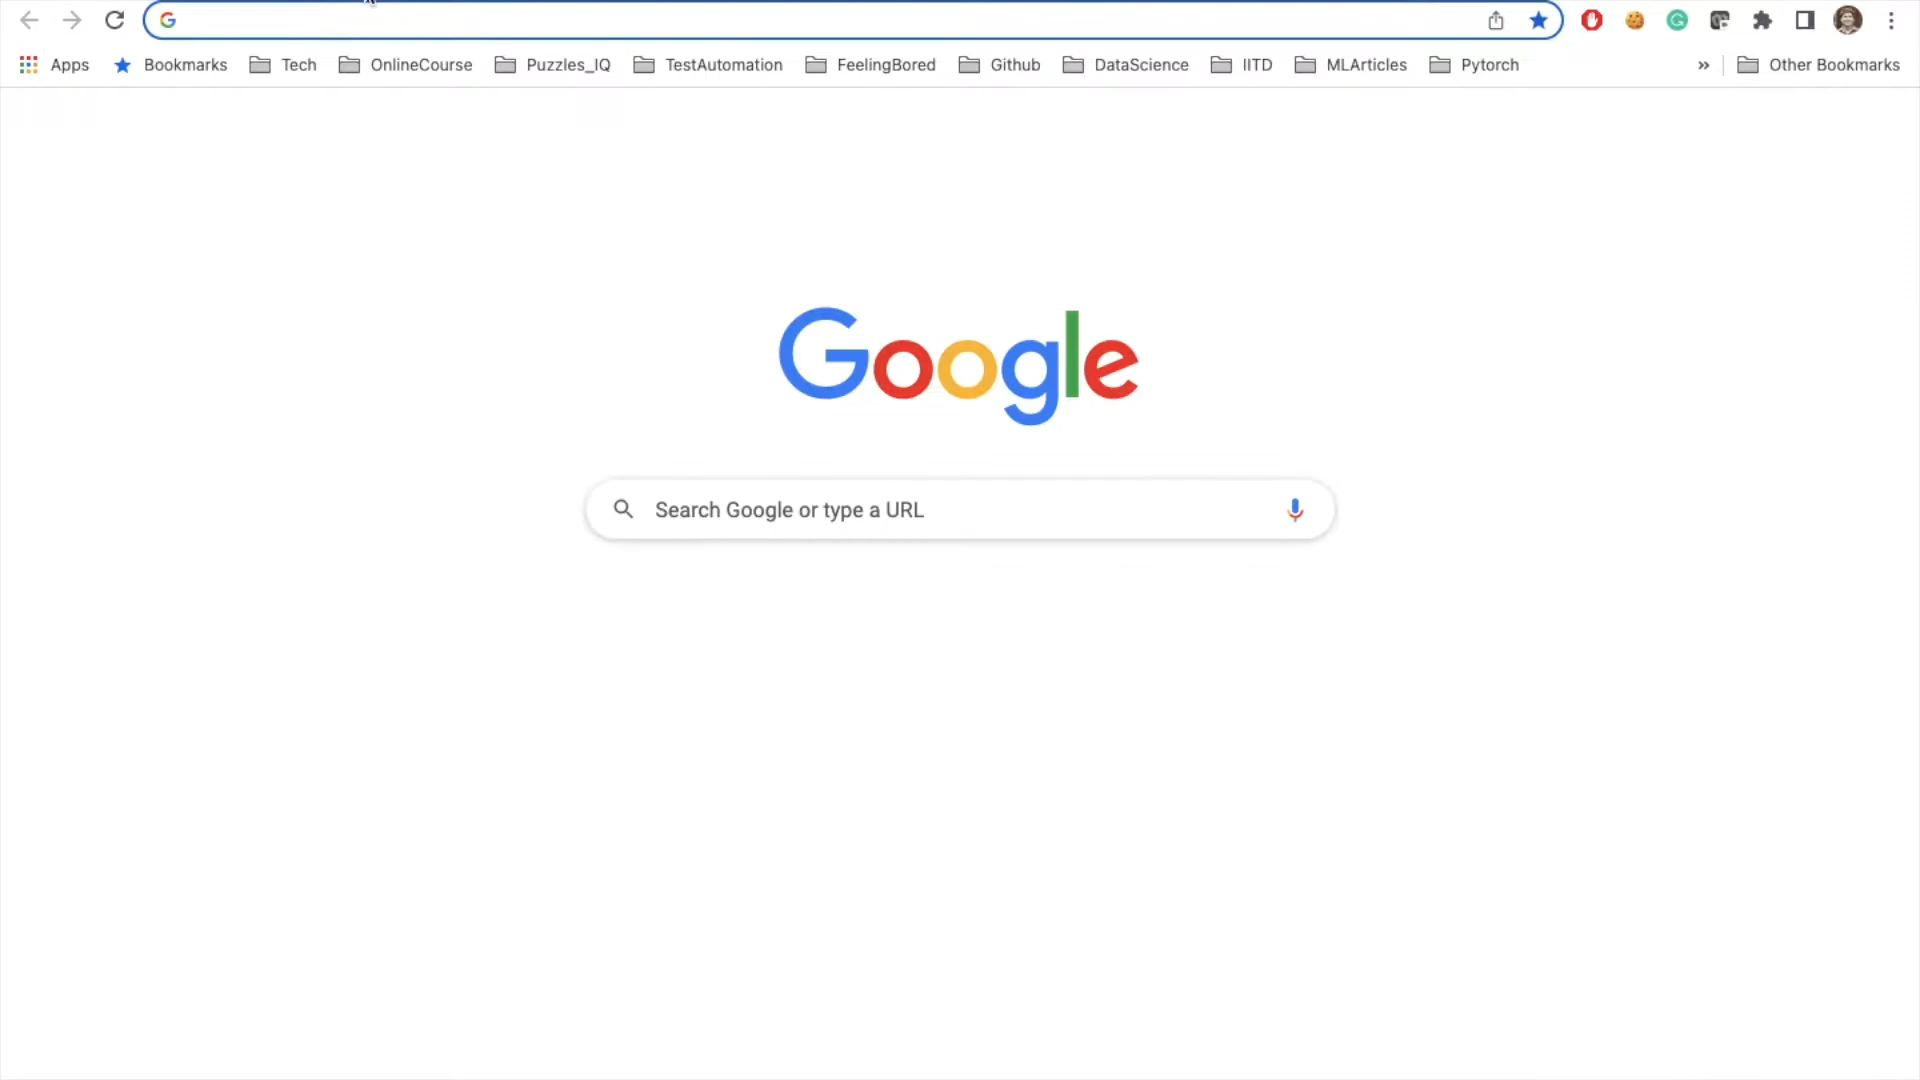 Apps Bookmarks Tech OnlineCourse Puzzles_IQ TestAutomation FeelingBored Github DataScience IITD MLArticles Pytorch » Other Bookmarks
Google
Search Google or type a URL